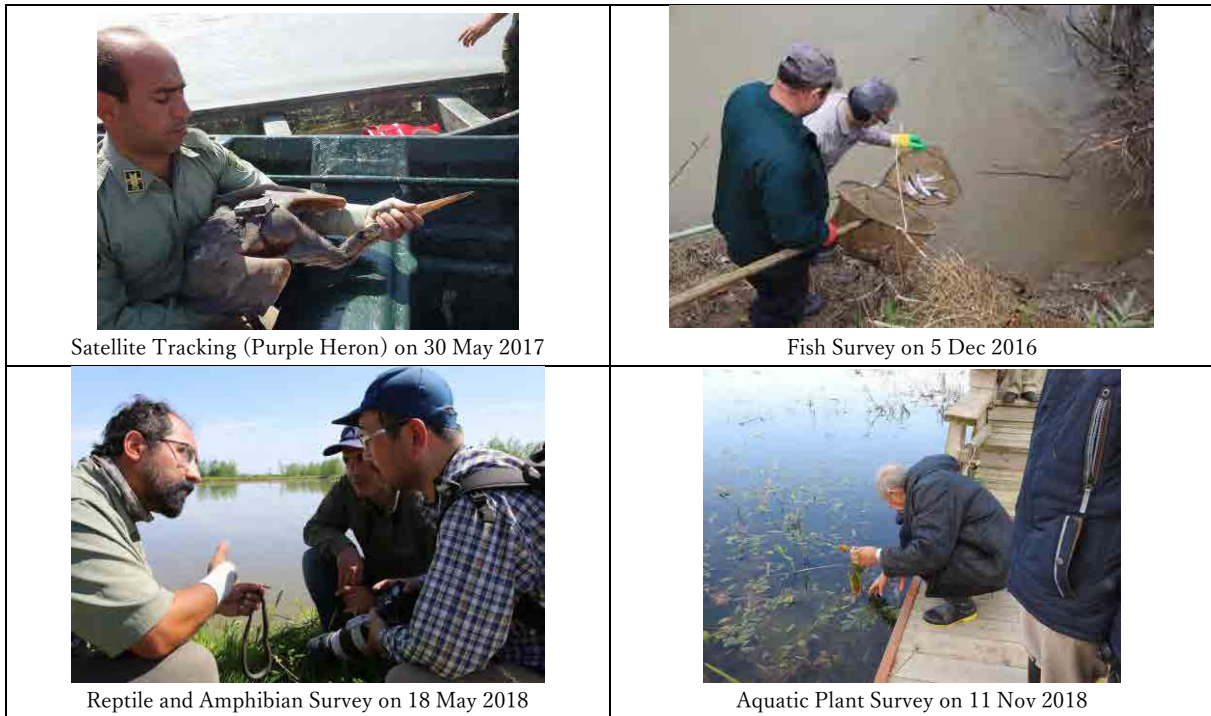 Satellite Tracking (Purple Heron) on 30 May 2017
Fish Survey on 5 Dec 2016
Reptile and Amphibian Survey on 18 May 2018
Aquatic Plant Survey on 11 Nov 2018